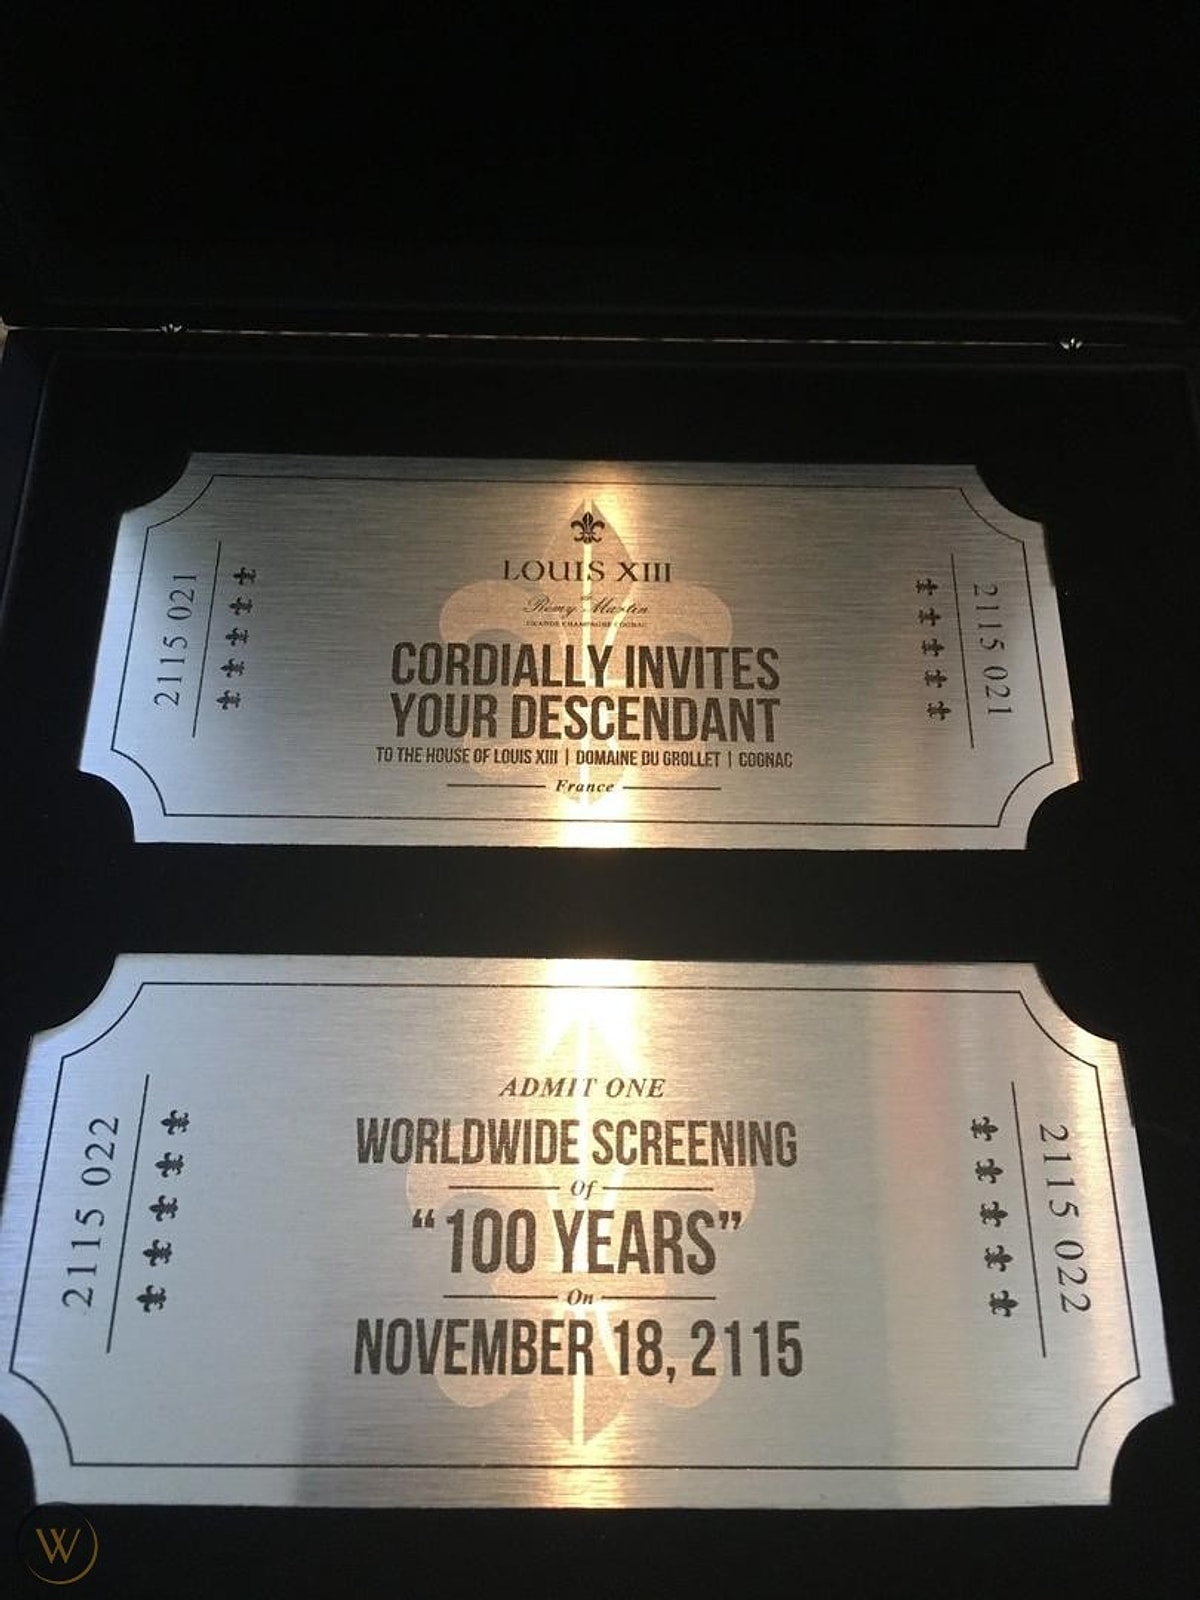 LOUIS XIII
de
Rémy Martin
GRANDE CHAMPAGNE COGNAC
CORDIALLY INVITES
YOUR DESCENDANT
TO THE HOUSE OF LOUIS XIII | DOMAINE DU GROLLET | COGNAC
France
2115 021
2115 021
ADMIT ONE
WORLDWIDE SCREENING
Of
“100 YEARS”
On
NOVEMBER 18, 2115
2115 022
2115 022
W